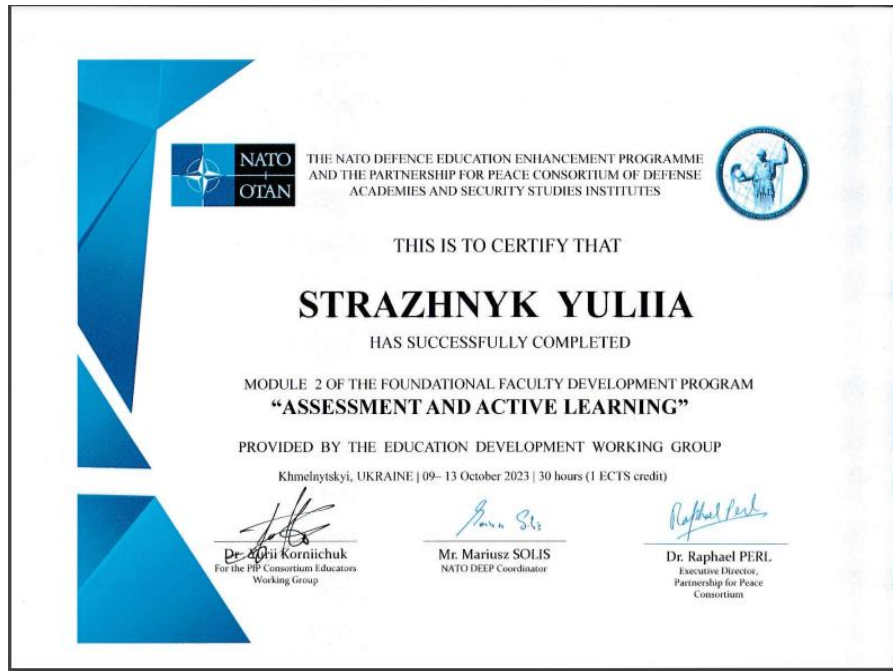 NATO
OTAN
THE NATO DEFENCE EDUCATION ENHANCEMENT PROGRAMME
AND THE PARTNERSHIP FOR PEACE CONSORTIUM OF DEFENSE
ACADEMIES AND SECURITY STUDIES INSTITUTES
THIS IS TO CERTIFY THAT
STRAZHNYK YULIIA
HAS SUCCESSFULLY COMPLETED
MODULE 2 OF THE FOUNDATIONAL FACULTY DEVELOPMENT PROGRAM
“ASSESSMENT AND ACTIVE LEARNING”
PROVIDED BY THE EDUCATION DEVELOPMENT WORKING GROUP
Khmelnytskyi, UKRAINE | 09– 13 October 2023 | 30 hours (1 ECTS credit)
Raphael Perl
Dr. Yurii Korniichuk
For the PfP Consortium Educators
Working Group
Mr. Mariusz SOLIS
NATO DEEP Coordinator
Dr. Raphael PERL
Executive Director,
Partnership for Peace
Consortium